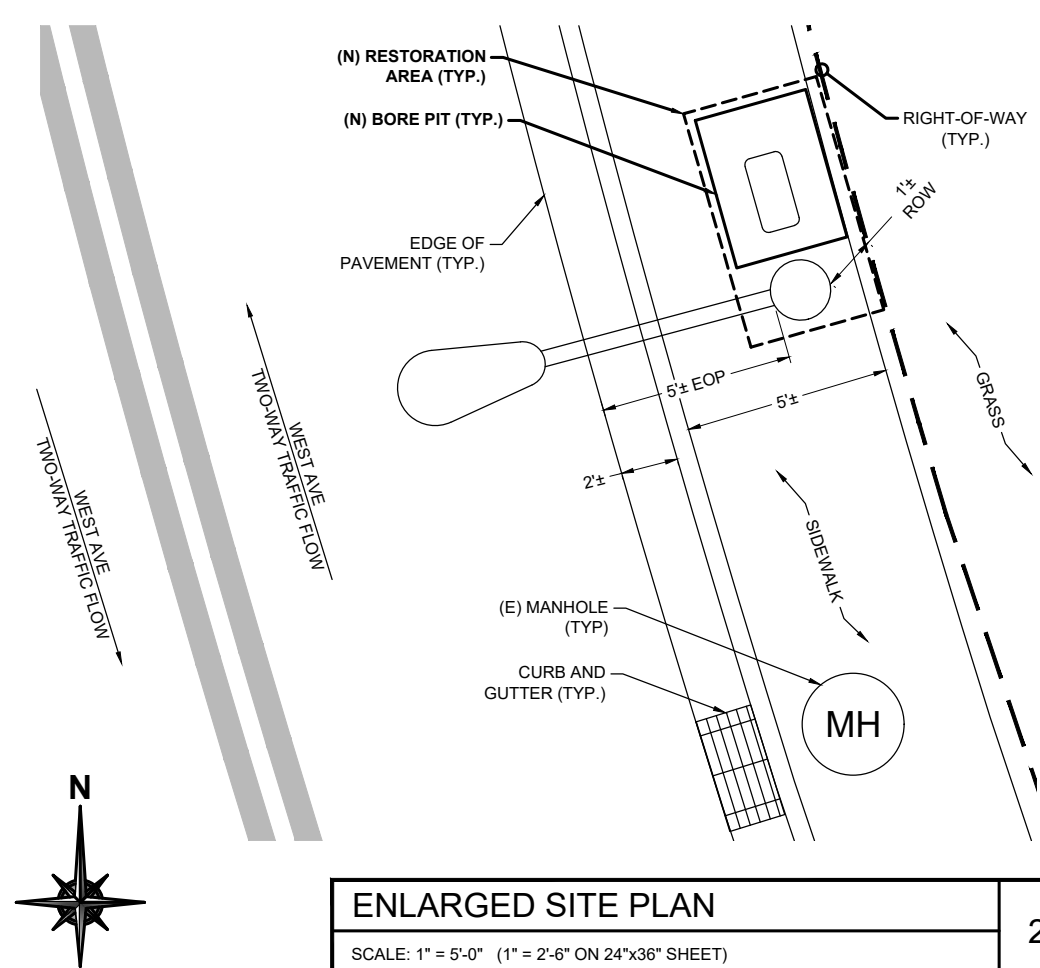 (N) RESTORATION
AREA (TYP.)
(N) BORE PIT (TYP.)
RIGHT-OF-WAY
(TYP.)
1'±
ROW
EDGE OF
PAVEMENT (TYP.)
GRASS
5'± EOP
5'±
2'±
WEST AVE
TWO-WAY TRAFFIC FLOW
WEST AVE
TWO-WAY TRAFFIC FLOW
SIDEWALK
(E) MANHOLE
(TYP)
CURB AND
GUTTER (TYP.)
MH
N
ENLARGED SITE PLAN
2
SCALE: 1" = 5'-0" (1" = 2'-6" ON 24"x36" SHEET)